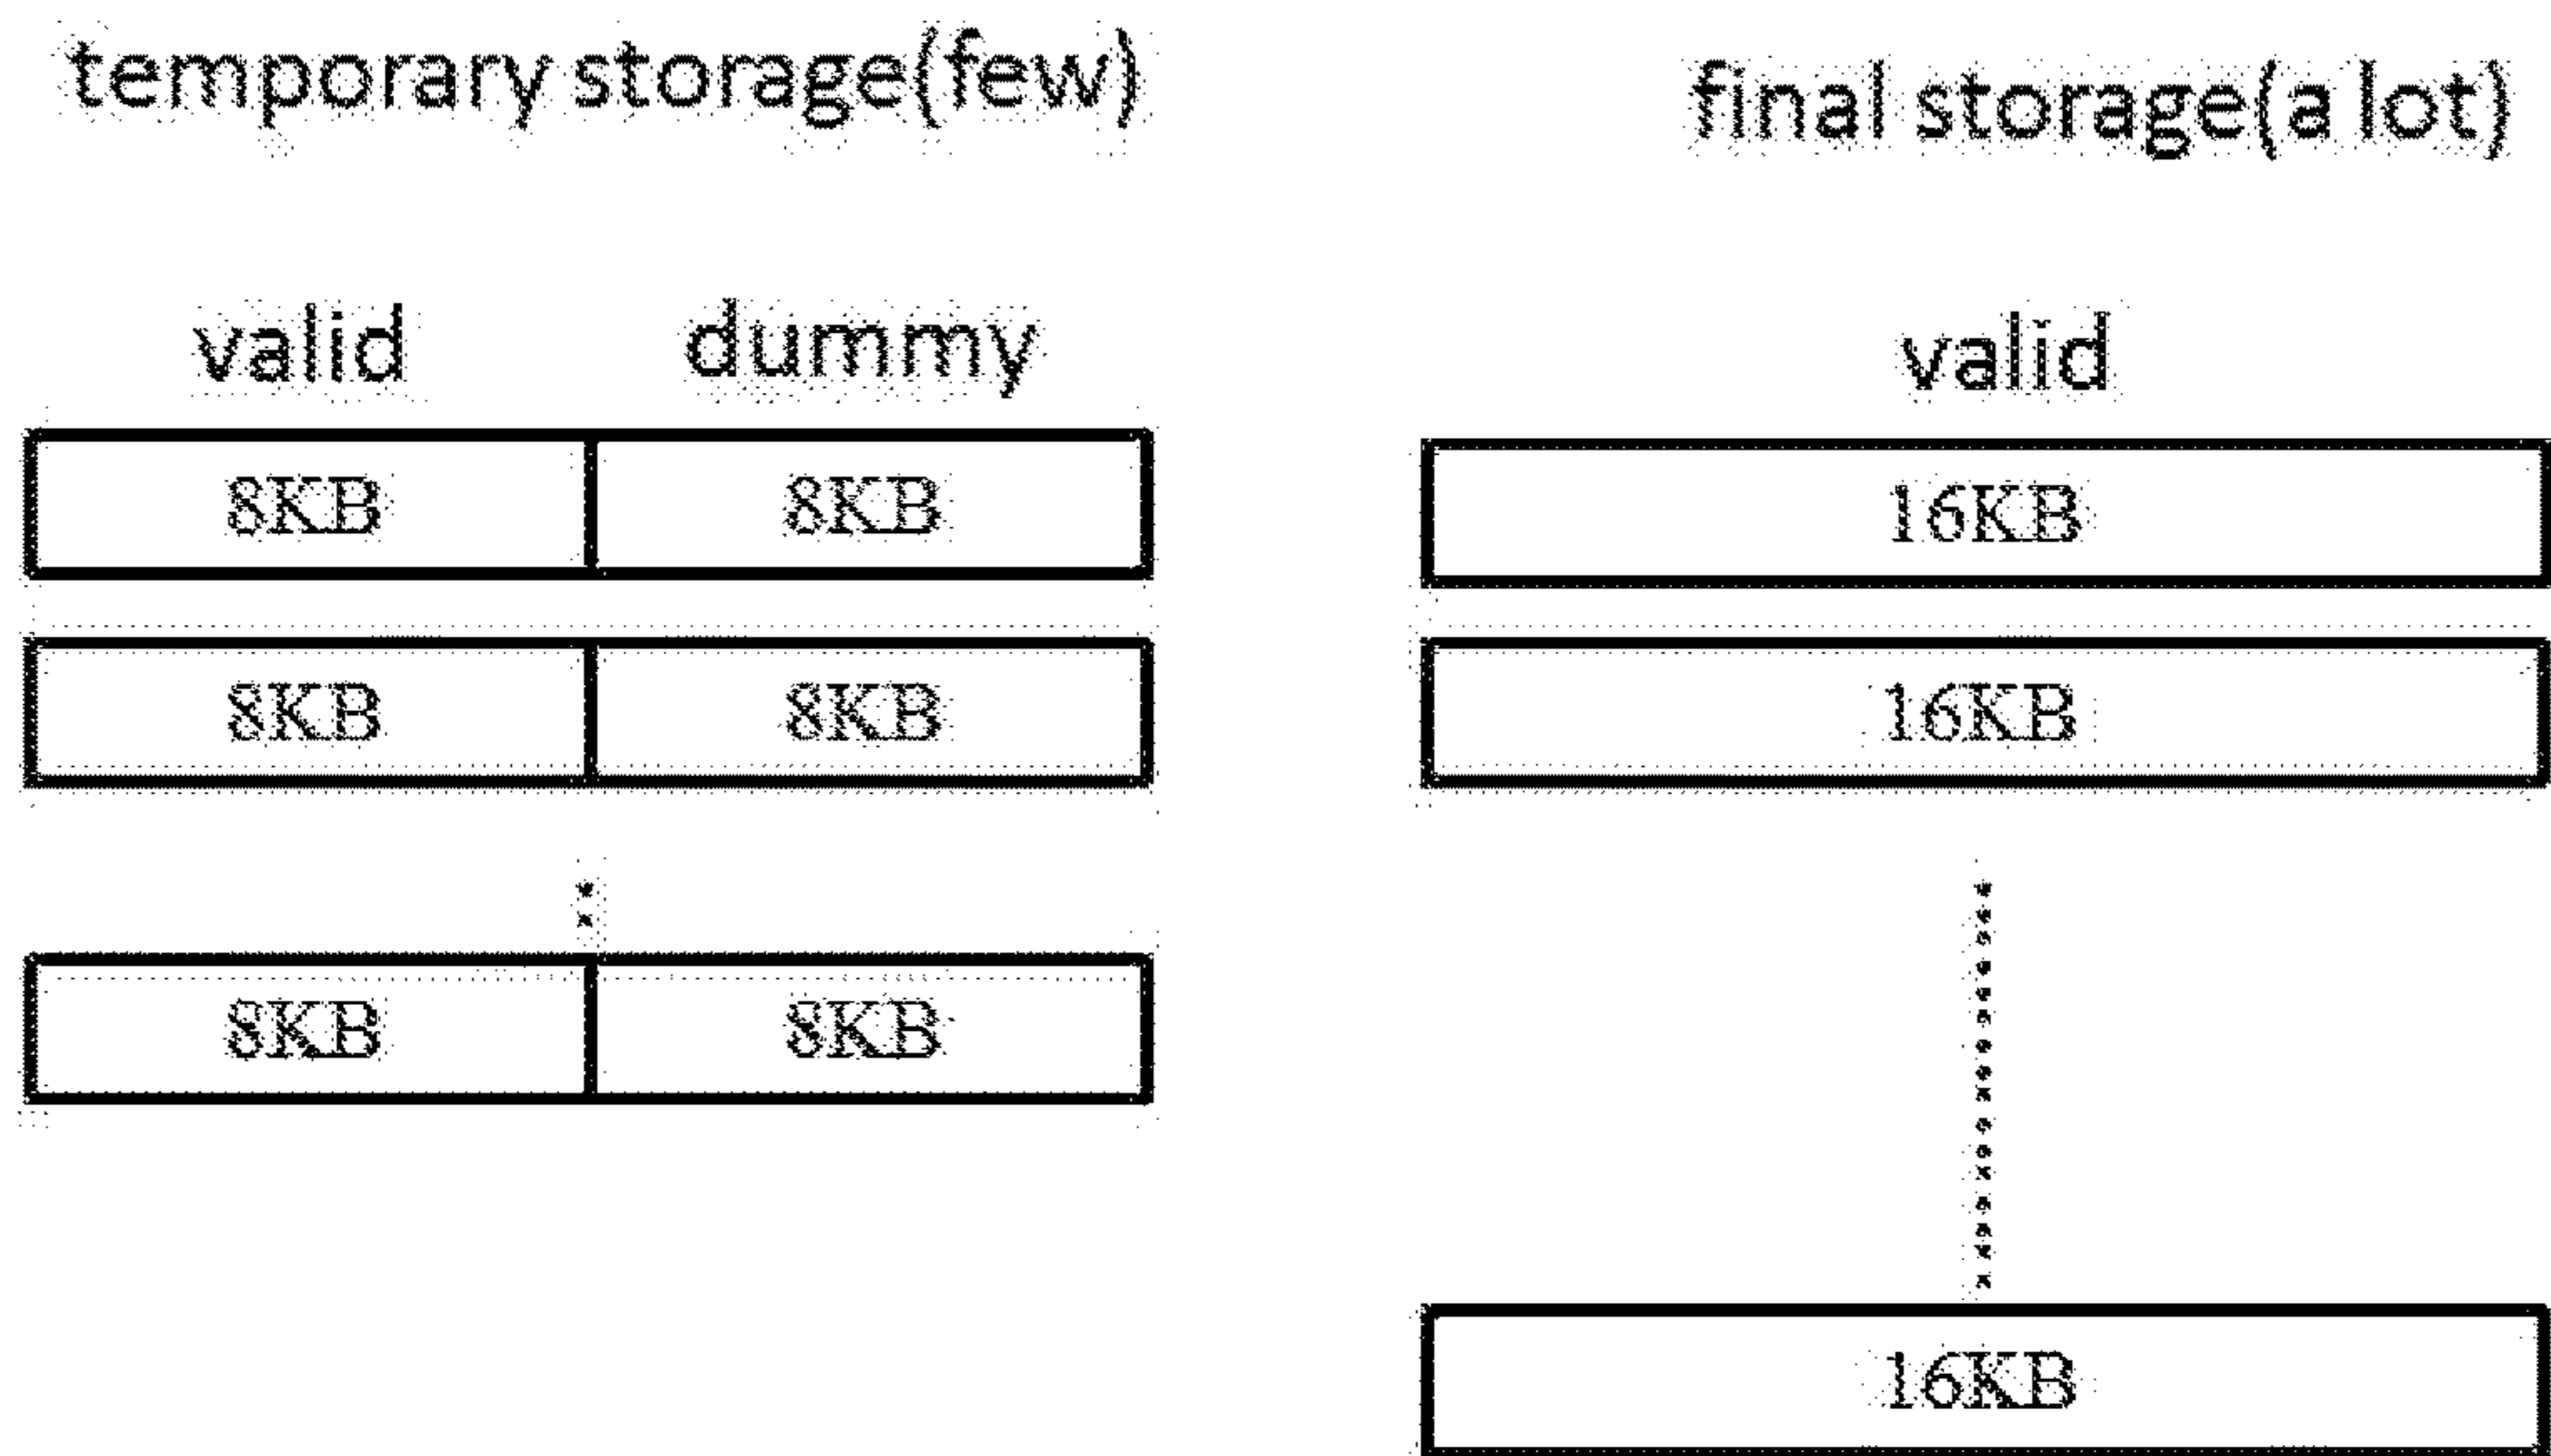 temporary storage(few)
final storage(a lot)
valid dummy
valid
8KB 8KB
16KB
8KB 8KB
16KB
8KB 8KB
16KB